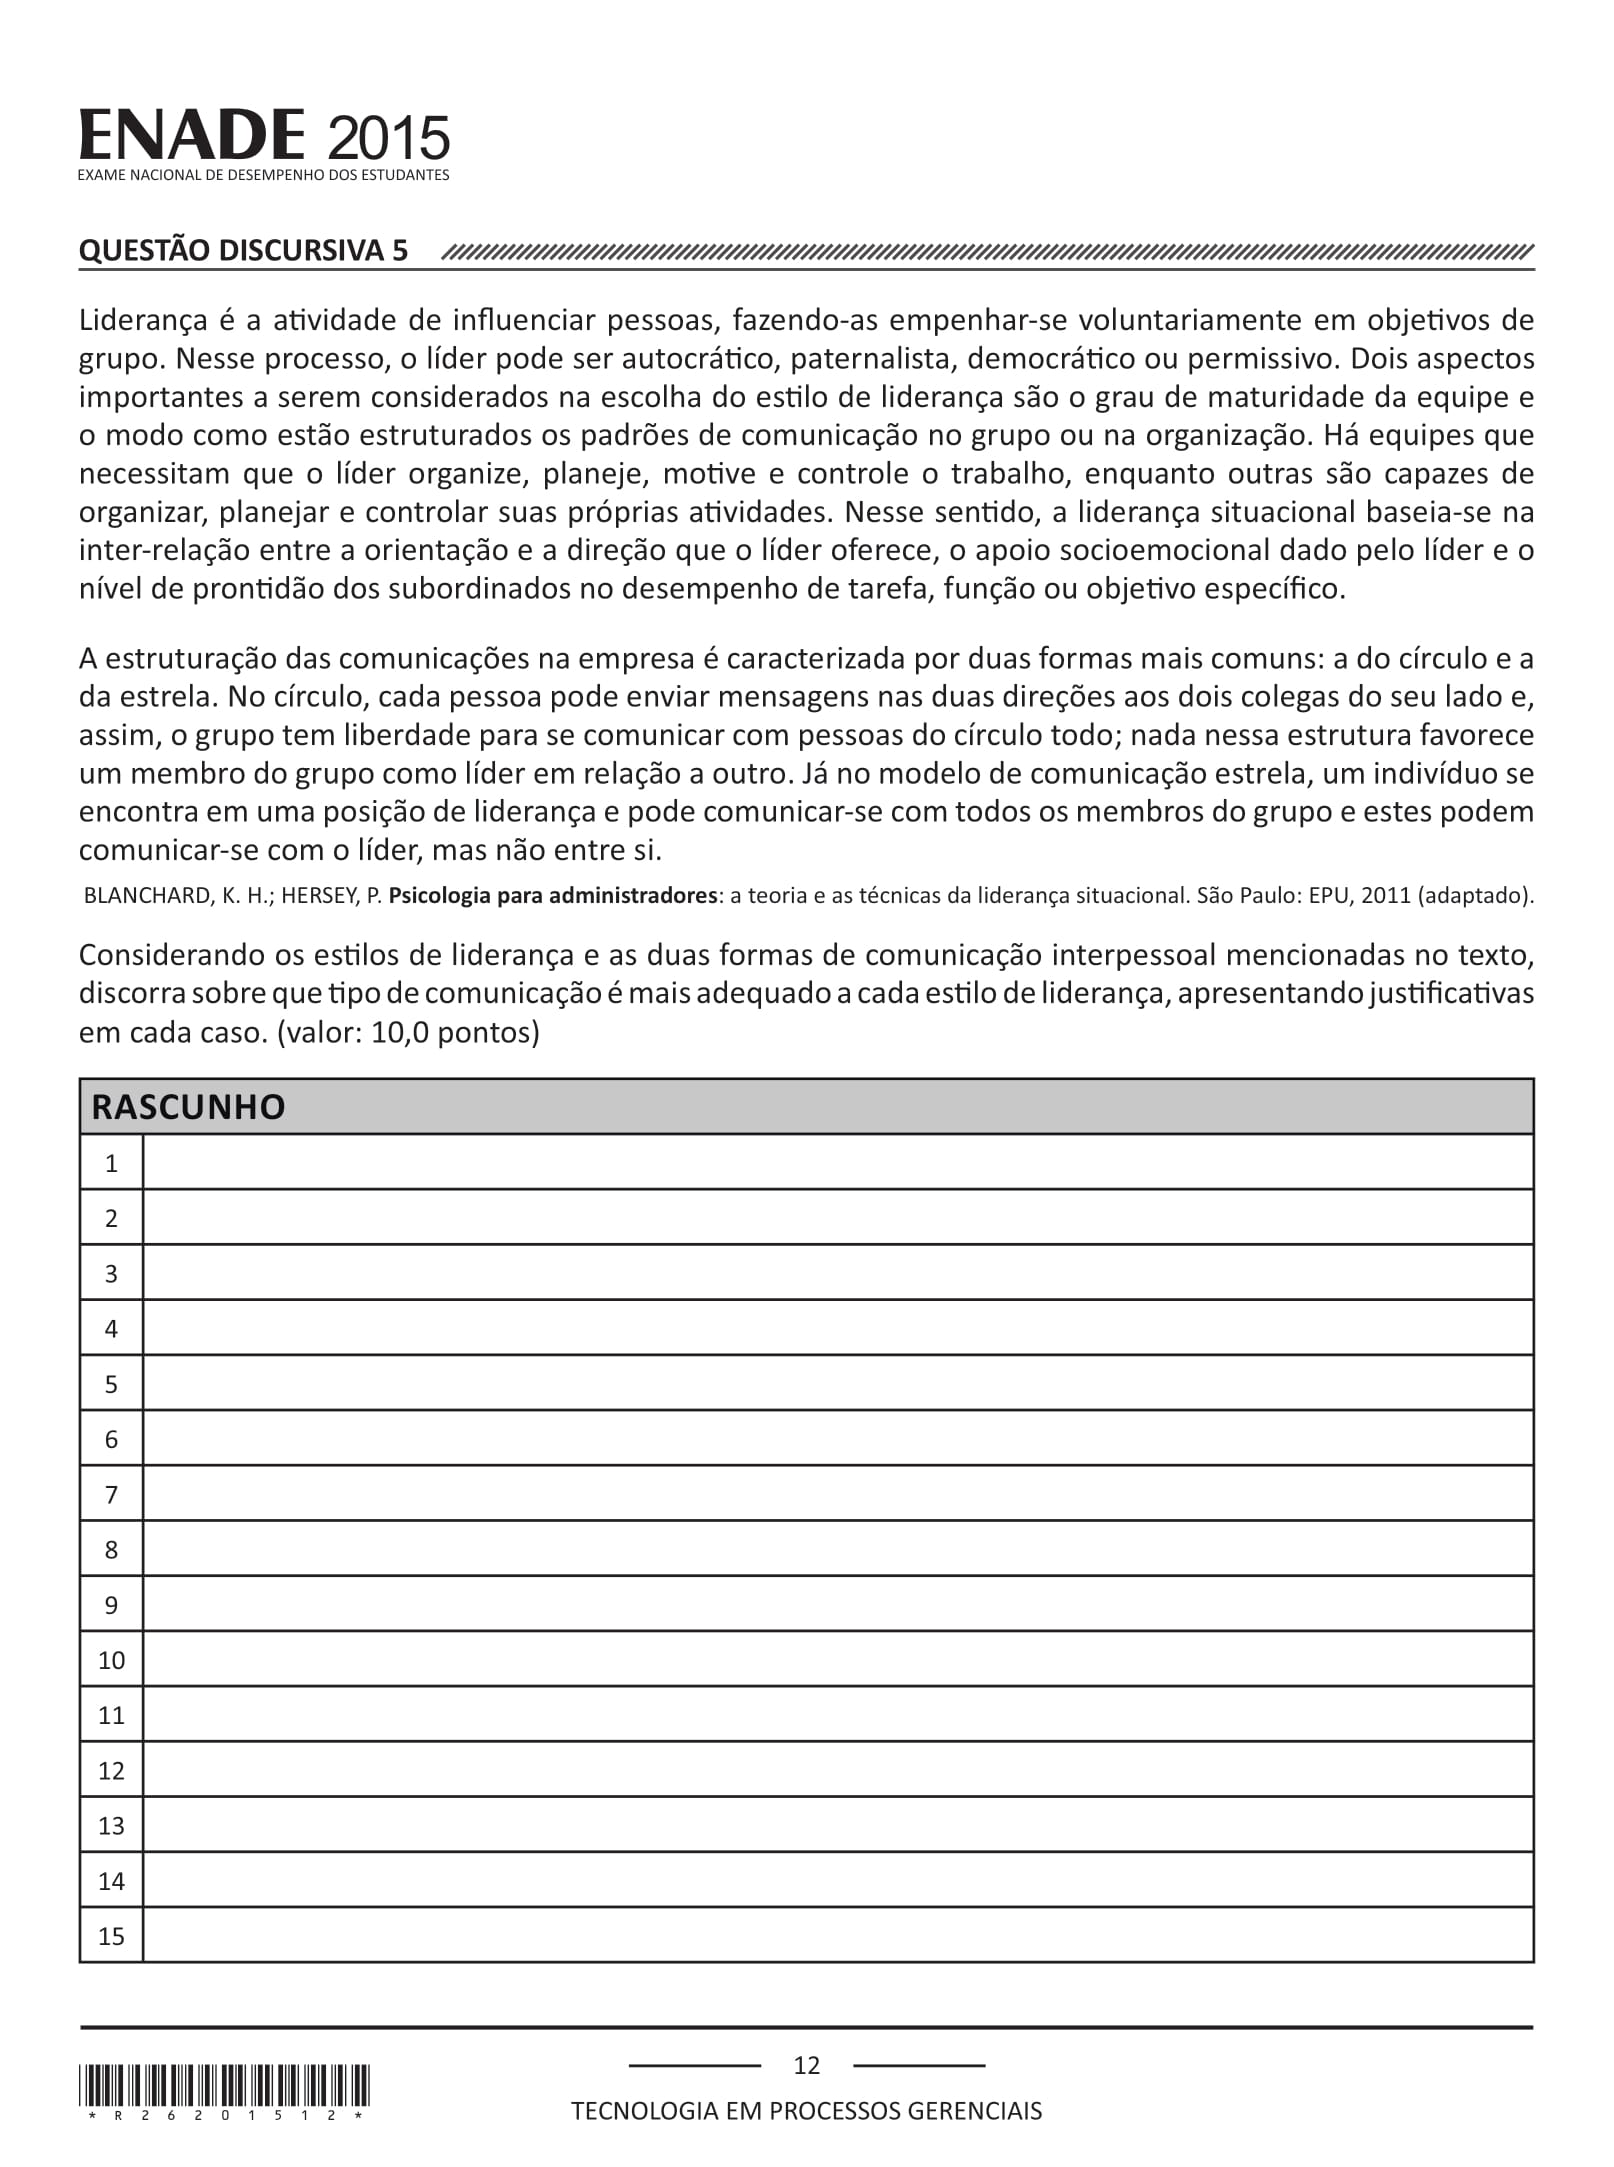 ENADE 2015
EXAME NACIONAL DE DESEMPENHO DOS ESTUDANTES
QUESTÃO DISCURSIVA 5
Liderança é a atividade de influenciar pessoas, fazendo-as empenhar-se voluntariamente em objetivos de
grupo. Nesse processo, o líder pode ser autocrático, paternalista, democrático ou permissivo. Dois aspectos
importantes a serem considerados na escolha do estilo de liderança são o grau de maturidade da equipe e
o modo como estão estruturados os padrões de comunicação no grupo ou na organização. Há equipes que
necessitam que o líder organize, planeje, motive e controle o trabalho, enquanto outras são capazes de
organizar, planejar e controlar suas próprias atividades. Nesse sentido, a liderança situacional baseia-se na
inter-relação entre a orientação e a direção que o líder oferece, o apoio socioemocional dado pelo líder e o
nível de prontidão dos subordinados no desempenho de tarefa, função ou objetivo específico.
A estruturação das comunicações na empresa é caracterizada por duas formas mais comuns: a do círculo e a
da estrela. No círculo, cada pessoa pode enviar mensagens nas duas direções aos dois colegas do seu lado e,
assim, o grupo tem liberdade para se comunicar com pessoas do círculo todo; nada nessa estrutura favorece
um membro do grupo como líder em relação a outro. Já no modelo de comunicação estrela, um indivíduo se
encontra em uma posição de liderança e pode comunicar-se com todos os membros do grupo e estes podem
comunicar-se com o líder, mas não entre si.
BLANCHARD, K. H.; HERSEY, P. Psicologia para administradores: a teoria e as técnicas da liderança situacional. São Paulo: EPU, 2011 (adaptado).
Considerando os estilos de liderança e as duas formas de comunicação interpessoal mencionadas no texto,
discorra sobre que tipo de comunicação é mais adequado a cada estilo de liderança, apresentando justificativas
em cada caso. (valor: 10,0 pontos)
RASCUNHO
1
2
3
4
5
6
7
8
9
10
11
12
13
14
15
12
* R 2 6 2 0 1 5 1 2 *
TECNOLOGIA EM PROCESSOS GERENCIAIS